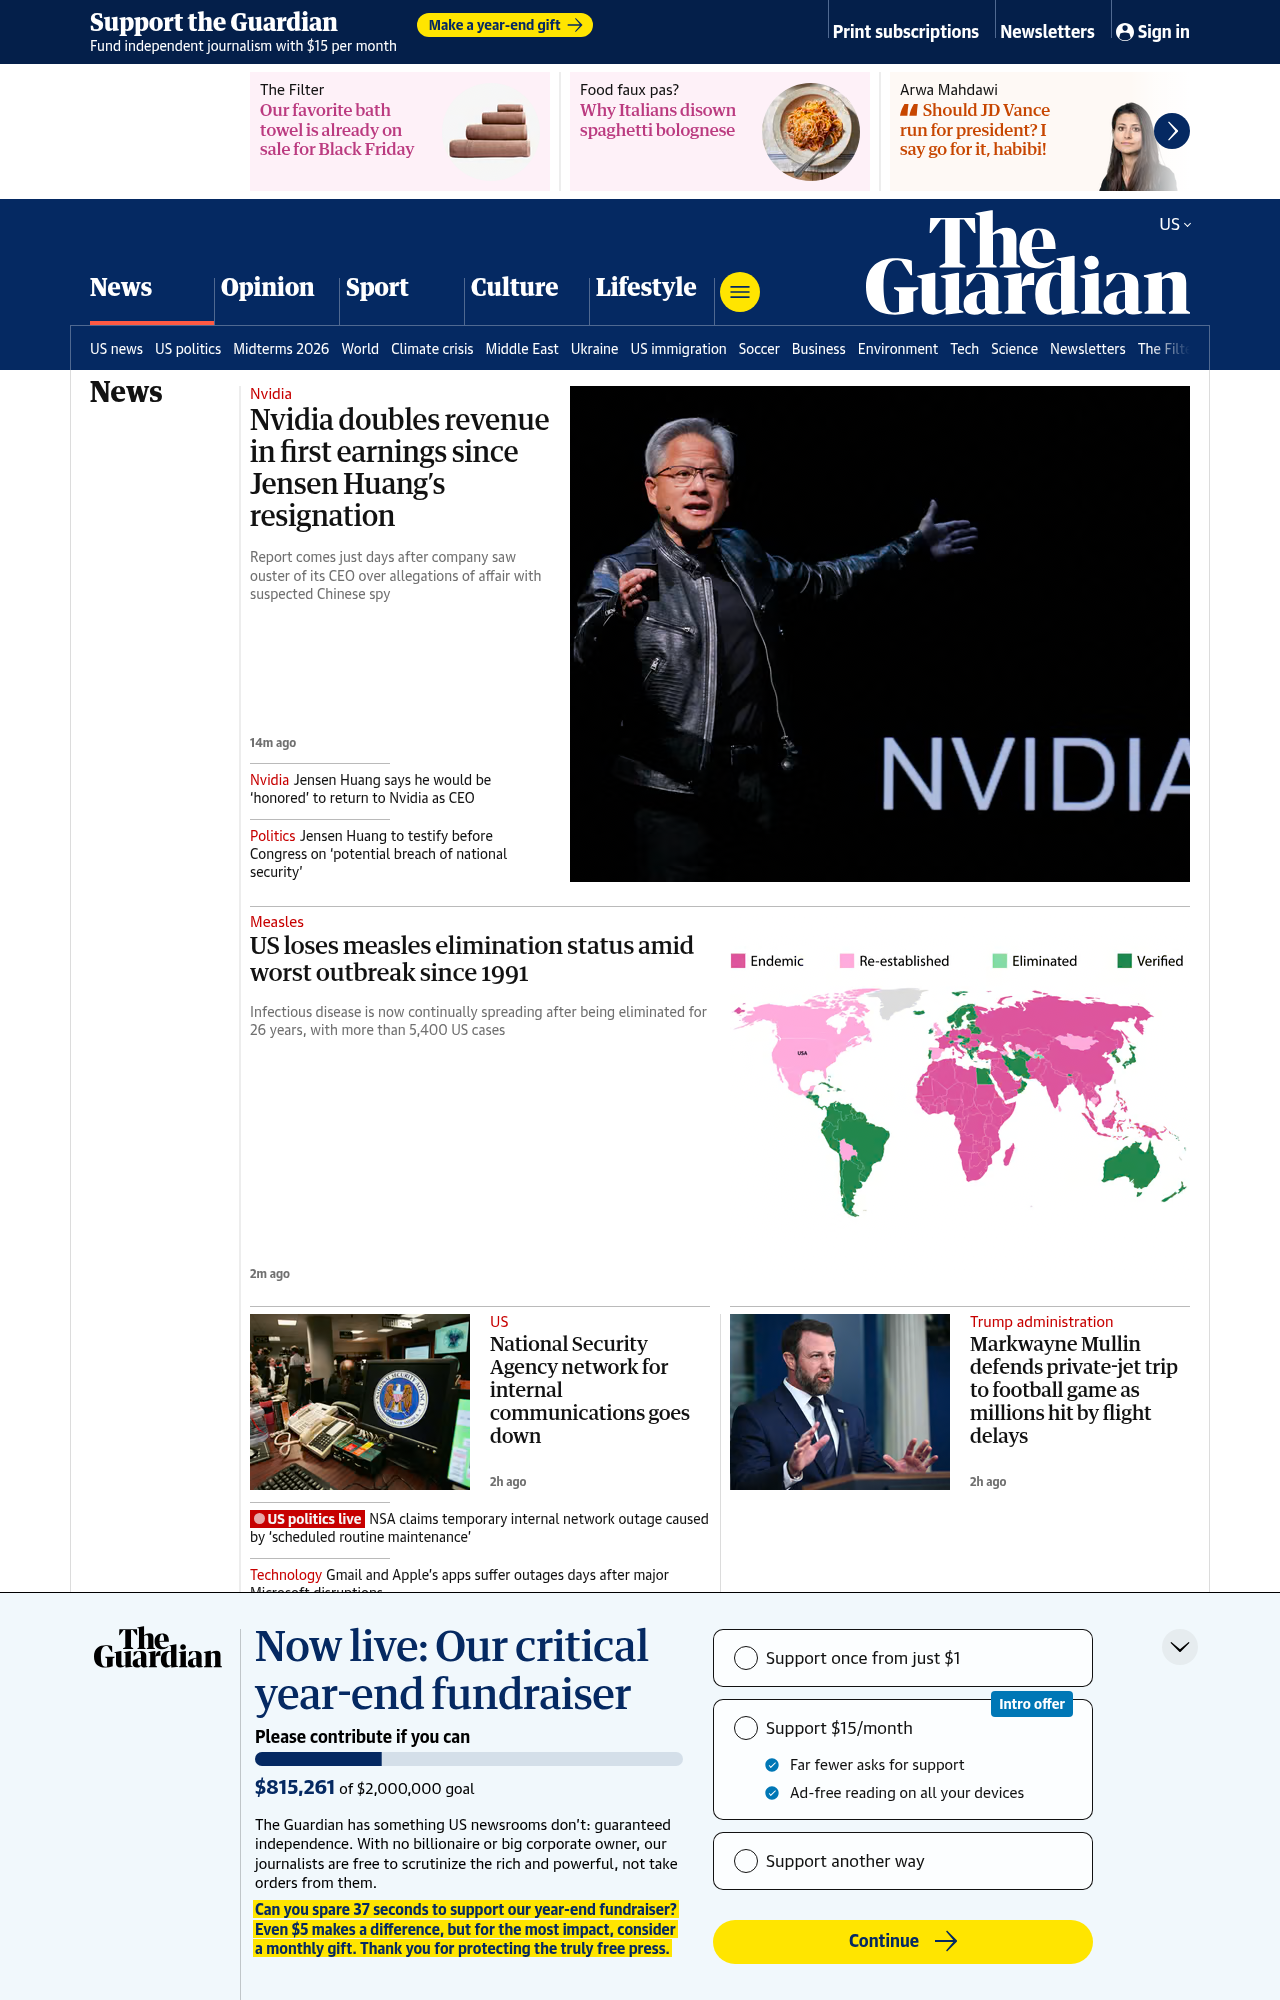 Support the Guardian
Fund independent journalism with $15 per month
Make a year-end gift
Print subscriptions
Newsletters
Sign in
The Filter
Our favorite bath
towel is already on
sale for Black Friday
Food faux pas?
Why Italians disown
spaghetti bolognese
Arwa Mahdawi
Should JD Vance
run for president? I
say go for it, habibi!
The
Guardian
US
News
Opinion
Sport
Culture
Lifestyle
US news US politics Midterms 2026 World Climate crisis Middle East Ukraine US immigration Soccer Business Environment Tech Science Newsletters The Filte
News
Nvidia
Nvidia doubles revenue
in first earnings since
Jensen Huang’s
resignation
Report comes just days after company saw
ouster of its CEO over allegations of affair with
suspected Chinese spy
14m ago
Nvidia Jensen Huang says he would be
‘honored’ to return to Nvidia as CEO
Politics Jensen Huang to testify before
Congress on ‘potential breach of national
security’
NVIDIA
Measles
US loses measles elimination status amid
worst outbreak since 1991
Infectious disease is now continually spreading after being eliminated for
26 years, with more than 5,400 US cases
2m ago
Endemic Re-established Eliminated Verified
USA
US
National Security
Agency network for
internal
communications goes
down
2h ago
Trump administration
Markwayne Mullin
defends private-jet trip
to football game as
millions hit by flight
delays
2h ago
US politics live NSA claims temporary internal network outage caused
by ‘scheduled routine maintenance’
Technology Gmail and Apple’s apps suffer outages days after major
Microsoft disruptions
The
Guardian
Now live: Our critical
year-end fundraiser
Please contribute if you can
$815,261 of $2,000,000 goal
The Guardian has something US newsrooms don’t: guaranteed
independence. With no billionaire or big corporate owner, our
journalists are free to scrutinize the rich and powerful, not take
orders from them.
Can you spare 37 seconds to support our year-end fundraiser?
Even $5 makes a difference, but for the most impact, consider
a monthly gift. Thank you for protecting the truly free press.
Support once from just $1
Intro offer
Support $15/month
Far fewer asks for support
Ad-free reading on all your devices
Support another way
Continue